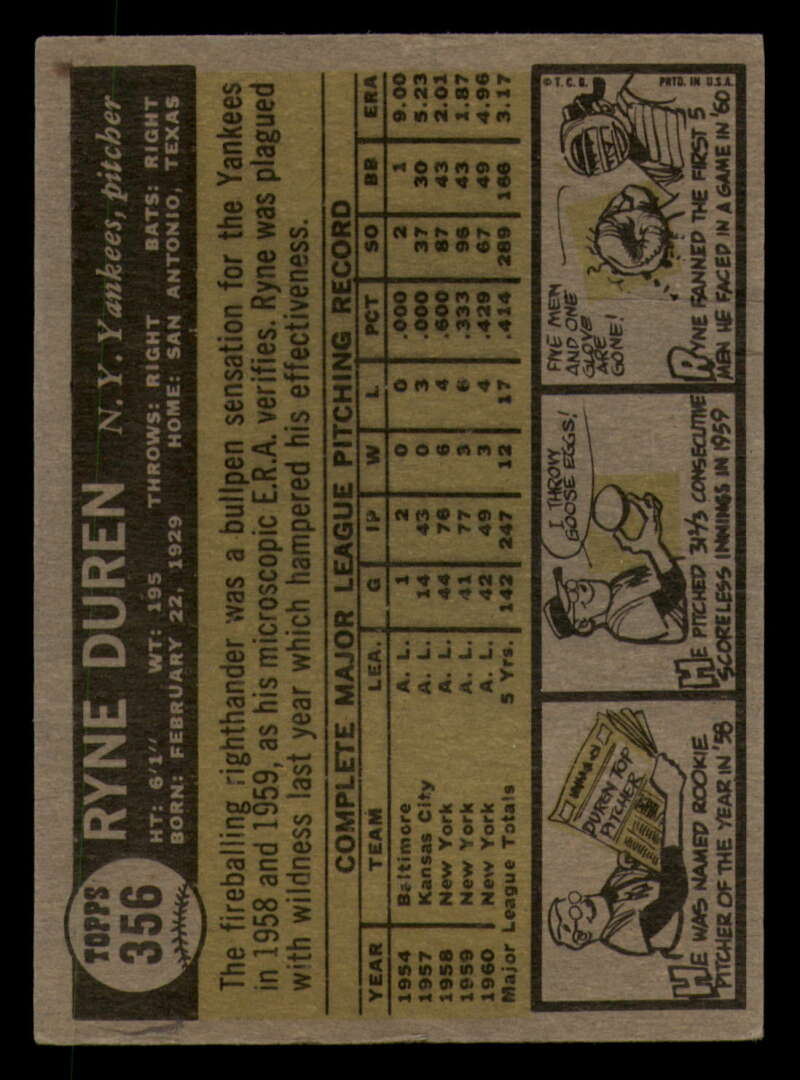 TOPPS
356
RYNE DUREN N. Y. Yankees, pitcher
HT: 6'1" WT: 195 THROWS: RIGHT BATS: RIGHT
BORN: FEBRUARY 22, 1929 HOME: SAN ANTONIO, TEXAS
The fireballing righthander was a bullpen sensation for the Yankees
in 1958 and 1959, as his microscopic E.R.A. verifies. Ryne was plagued
with wildness last year which hampered his effectiveness.
COMPLETE MAJOR LEAGUE PITCHING RECORD
YEAR TEAM LEA. G IP W L PCT SO BB ERA
1954 Baltimore A. L. 1 2 0 0 .000 2 1 9.00
1957 Kansas City A. L. 14 43 0 3 .000 37 30 5.23
1958 New York A. L. 44 76 6 4 .600 87 43 2.01
1959 New York A. L. 41 77 3 6 .333 96 43 1.87
1960 New York A. L. 42 49 3 4 .429 67 49 4.96
Major League Totals 5 Yrs. 142 247 12 17 .414 289 166 3.17
DUREN TOP
PITCHER
HE WAS NAMED ROOKIE
PITCHER OF THE YEAR IN '58
I THROW
GOOSE EGGS!
HE PITCHED 31⅓ CONSECUTIVE
SCORELESS INNINGS IN 1959
© T. C. G. PRTD. IN U.S.A.
FIVE MEN
AND ONE
GLOVE
ARE
GONE!
RYNE FANNED THE FIRST 5
MEN HE FACED IN A GAME IN '60